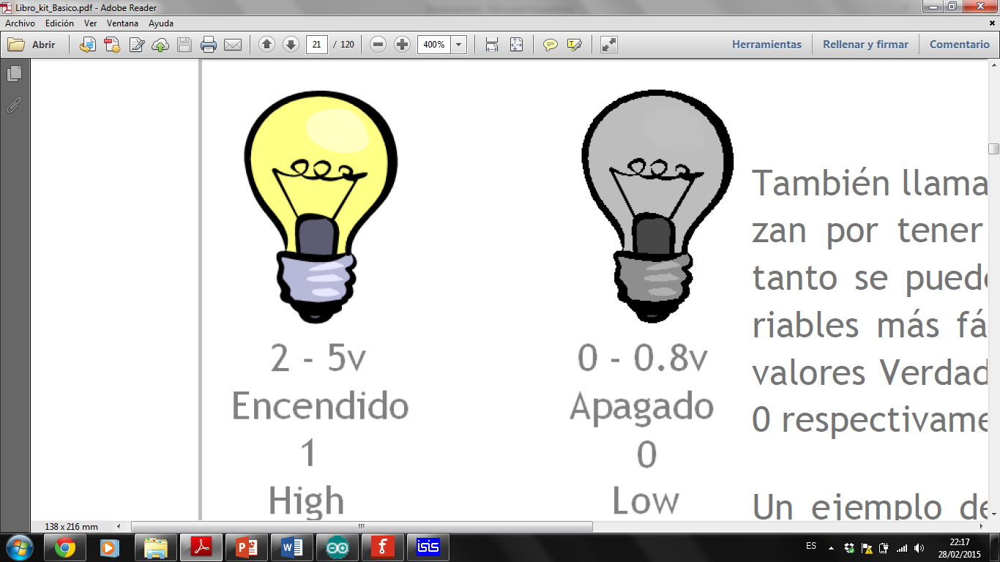 Libro_kit_Basico.pdf - Adobe Reader
Archivo Edición Ver Ventana Ayuda
Abrir 21 / 120 400% Herramientas Rellenar y firmar Comentario
2 - 5v
Encendido
1
High
0 - 0.8v
Apagado
0
Low
También llama
zan por tener
tanto se puede
riables más fá
valores Verdad
0 respectivame
Un ejemplo de
138 x 216 mm
isis
ES
22:17
28/02/2015